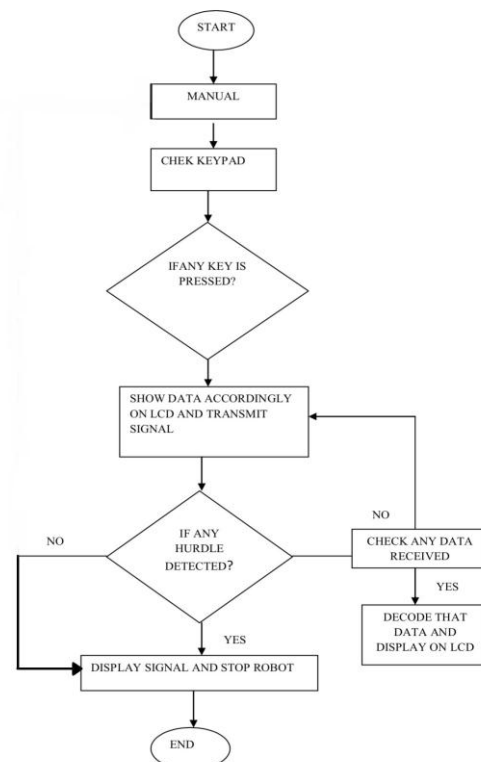 START
MANUAL
CHEK KEYPAD
IFANY KEY IS
PRESSED?
SHOW DATA ACCORDINGLY
ON LCD AND TRANSMIT
SIGNAL
NO
IF ANY
HURDLE
DETECTED?
NO
CHECK ANY DATA
RECEIVED
YES
DECODE THAT
DATA AND
DISPLAY ON LCD
YES
DISPLAY SIGNAL AND STOP ROBOT
END